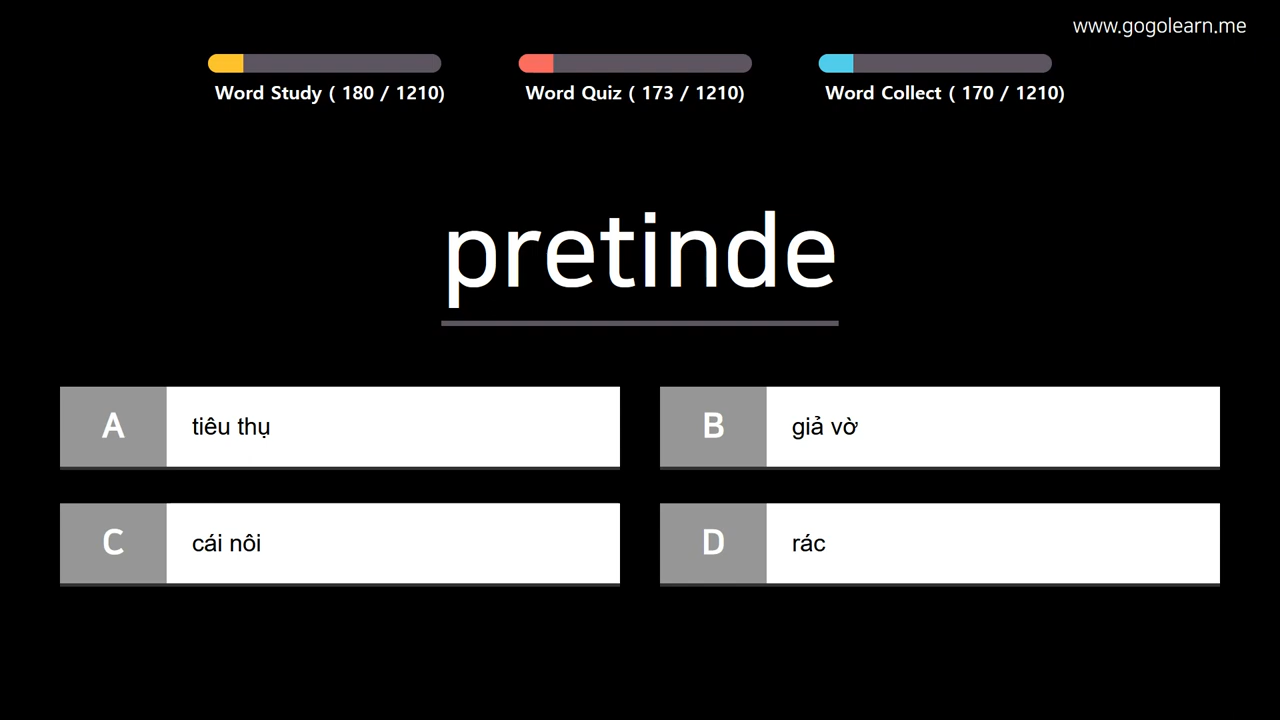 www.gogolearn.me
Word Study ( 180 / 1210)
Word Quiz ( 173 / 1210)
Word Collect ( 170 / 1210)
pretinde
A
tiêu thụ
B
giả vờ
C
cái nôi
D
rác